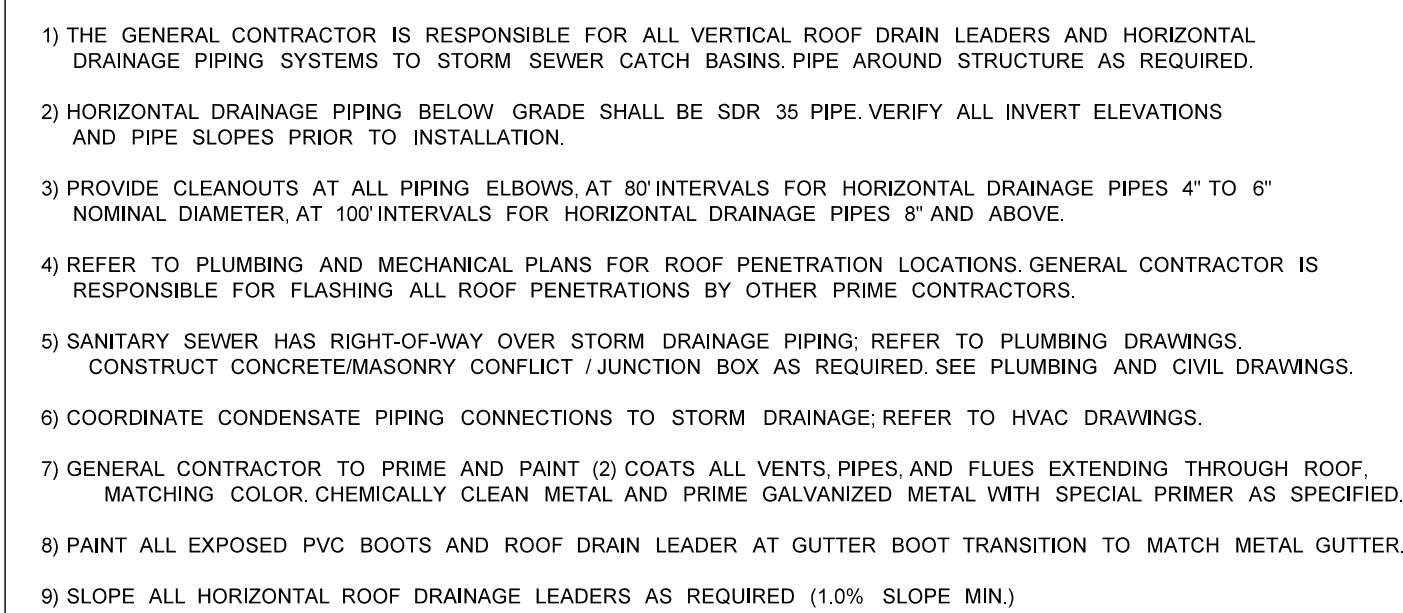 1) THE GENERAL CONTRACTOR IS RESPONSIBLE FOR ALL VERTICAL ROOF DRAIN LEADERS AND HORIZONTAL
DRAINAGE PIPING SYSTEMS TO STORM SEWER CATCH BASINS. PIPE AROUND STRUCTURE AS REQUIRED.
2) HORIZONTAL DRAINAGE PIPING BELOW GRADE SHALL BE SDR 35 PIPE. VERIFY ALL INVERT ELEVATIONS
AND PIPE SLOPES PRIOR TO INSTALLATION.
3) PROVIDE CLEANOUTS AT ALL PIPING ELBOWS, AT 80' INTERVALS FOR HORIZONTAL DRAINAGE PIPES 4" TO 6"
NOMINAL DIAMETER, AT 100' INTERVALS FOR HORIZONTAL DRAINAGE PIPES 8" AND ABOVE.
4) REFER TO PLUMBING AND MECHANICAL PLANS FOR ROOF PENETRATION LOCATIONS. GENERAL CONTRACTOR IS
RESPONSIBLE FOR FLASHING ALL ROOF PENETRATIONS BY OTHER PRIME CONTRACTORS.
5) SANITARY SEWER HAS RIGHT-OF-WAY OVER STORM DRAINAGE PIPING; REFER TO PLUMBING DRAWINGS.
CONSTRUCT CONCRETE/MASONRY CONFLICT / JUNCTION BOX AS REQUIRED. SEE PLUMBING AND CIVIL DRAWINGS.
6) COORDINATE CONDENSATE PIPING CONNECTIONS TO STORM DRAINAGE; REFER TO HVAC DRAWINGS.
7) GENERAL CONTRACTOR TO PRIME AND PAINT (2) COATS ALL VENTS, PIPES, AND FLUES EXTENDING THROUGH ROOF,
MATCHING COLOR. CHEMICALLY CLEAN METAL AND PRIME GALVANIZED METAL WITH SPECIAL PRIMER AS SPECIFIED.
8) PAINT ALL EXPOSED PVC BOOTS AND ROOF DRAIN LEADER AT GUTTER BOOT TRANSITION TO MATCH METAL GUTTER.
9) SLOPE ALL HORIZONTAL ROOF DRAINAGE LEADERS AS REQUIRED (1.0% SLOPE MIN.)